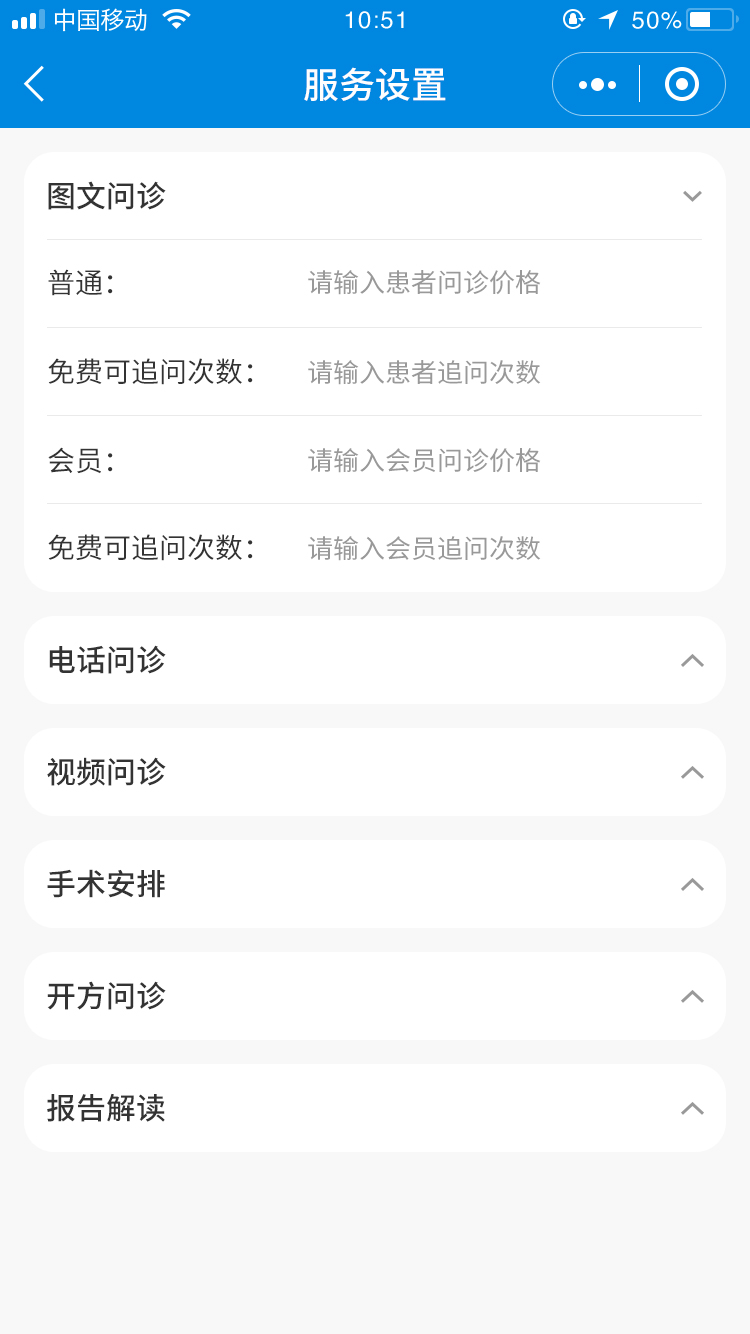 中国移动 10:51 50%
服务设置
图文问诊
普通： 请输入患者问诊价格
免费可追问次数： 请输入患者追问次数
会员： 请输入会员问诊价格
免费可追问次数： 请输入会员追问次数
电话问诊
视频问诊
手术安排
开方问诊
报告解读